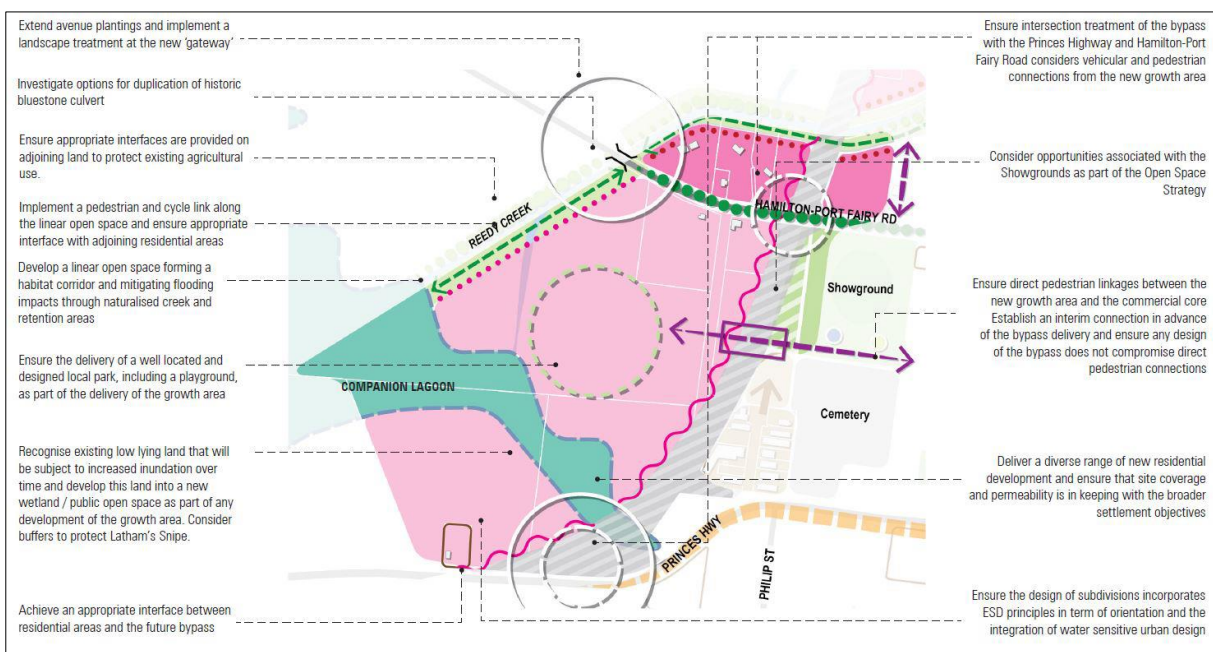 Extend avenue plantings and implement a
landscape treatment at the new ‘gateway’
Investigate options for duplication of historic
bluestone culvert
Ensure appropriate interfaces are provided on
adjoining land to protect existing agricultural
use.
Implement a pedestrian and cycle link along
the linear open space and ensure appropriate
interface with adjoining residential areas
Develop a linear open space forming a
habitat corridor and mitigating flooding
impacts through naturalised creek and
retention areas
Ensure the delivery of a well located and
designed local park, including a playground,
as part of the delivery of the growth area
Recognise existing low lying land that will
be subject to increased inundation over
time and develop this land into a new
wetland / public open space as part of any
development of the growth area. Consider
buffers to protect Latham’s Snipe.
Achieve an appropriate interface between
residential areas and the future bypass
REEDY CREEK
HAMILTON-PORT FAIRY RD
Showground
COMPANION LAGOON
Cemetery
PRINCES HWY
PHILIP ST
Ensure intersection treatment of the bypass
with the Princes Highway and Hamilton-Port
Fairy Road considers vehicular and pedestrian
connections from the new growth area
Consider opportunities associated with the
Showgrounds as part of the Open Space
Strategy
Ensure direct pedestrian linkages between the
new growth area and the commercial core
Establish an interim connection in advance
of the bypass delivery and ensure any design
of the bypass does not compromise direct
pedestrian connections
Deliver a diverse range of new residential
development and ensure that site coverage
and permeability is in keeping with the broader
settlement objectives
Ensure the design of subdivisions incorporates
ESD principles in term of orientation and the
integration of water sensitive urban design